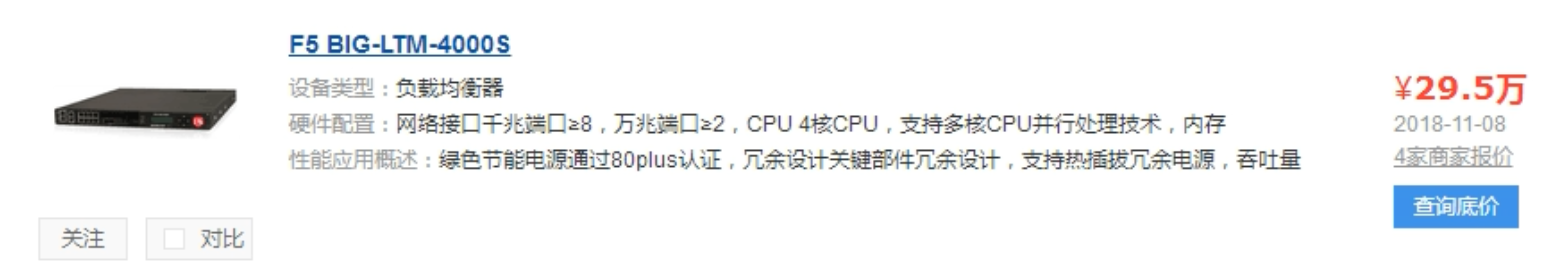 F5 BIG-LTM-4000S
设备类型：负载均衡器
硬件配置：网络接口千兆端口≥8，万兆端口≥2，CPU 4核CPU，支持多核CPU并行处理技术，内存
性能应用概述：绿色节能电源通过80plus认证，冗余设计关键部件冗余设计，支持热插拔冗余电源，吞吐量
¥29.5万
2018-11-08
4家商家报价
查询底价
关注
对比